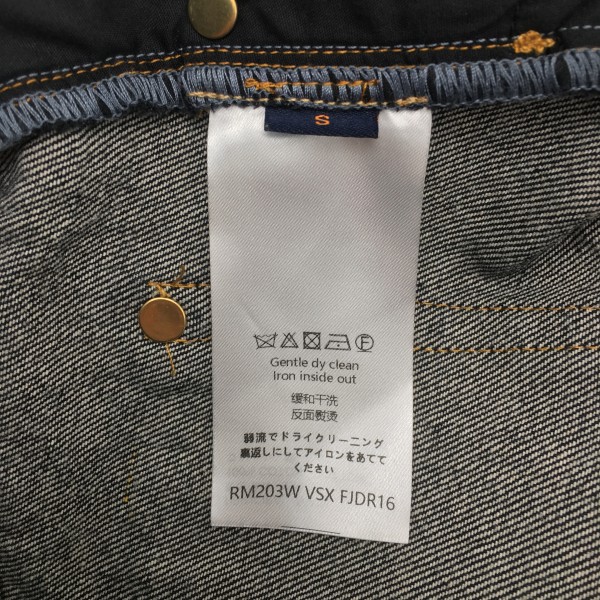 S
Gentle dy clean
Iron inside out
缓和干洗
反面熨烫
弱流でドライクリーニング
裏返しにしてアイロンをあてて
ください
RM203W VSX FJDR16